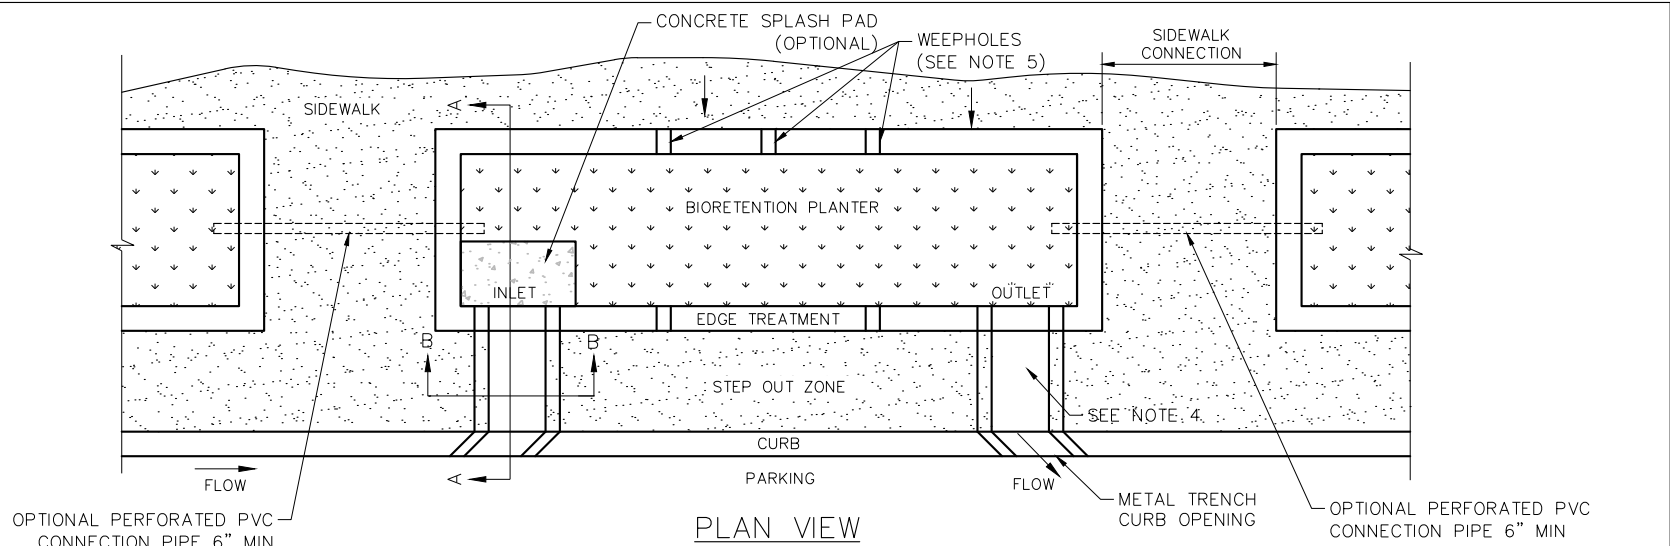 CONCRETE SPLASH PAD
(OPTIONAL)
WEEPHOLES
(SEE NOTE 5)
SIDEWALK
CONNECTION
SIDEWALK
A
BIORETENTION PLANTER
INLET
OUTLET
EDGE TREATMENT
B
B
STEP OUT ZONE
SEE NOTE 4
CURB
A
PARKING
FLOW
FLOW
METAL TRENCH
CURB OPENING
OPTIONAL PERFORATED PVC
CONNECTION PIPE 6" MIN
OPTIONAL PERFORATED PVC
CONNECTION PIPE 6" MIN
PLAN VIEW